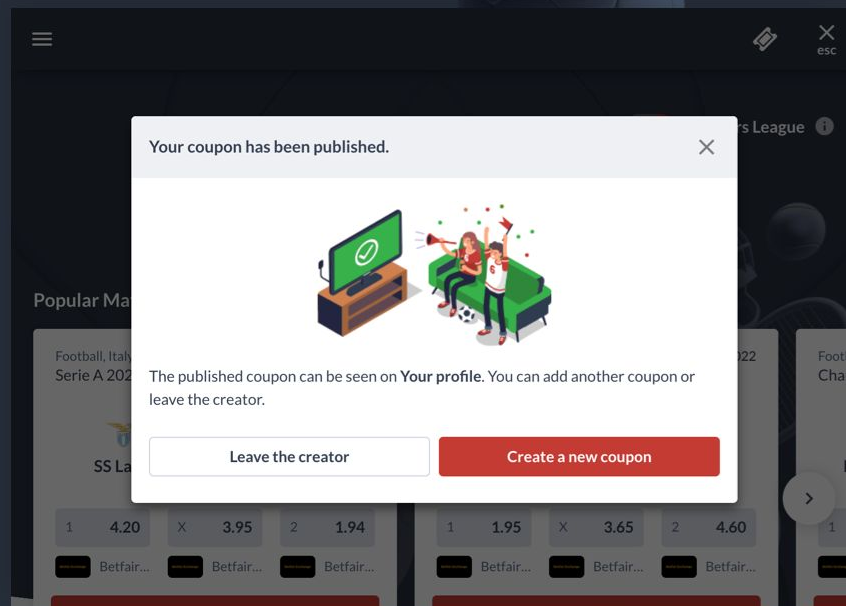 esc
rs League
Your coupon has been published.
6
The published coupon can be seen on Your profile. You can add another coupon or
leave the creator.
Leave the creator
Create a new coupon
Popular Ma
Football, Italy
Serie A 202
SS La
1 4.20 X 3.95 2 1.94
Betfair... Betfair... Betfair...
022
1 1.95 X 3.65 2 4.60
Betfair... Betfair... Betfair...
Foot
Cha
1